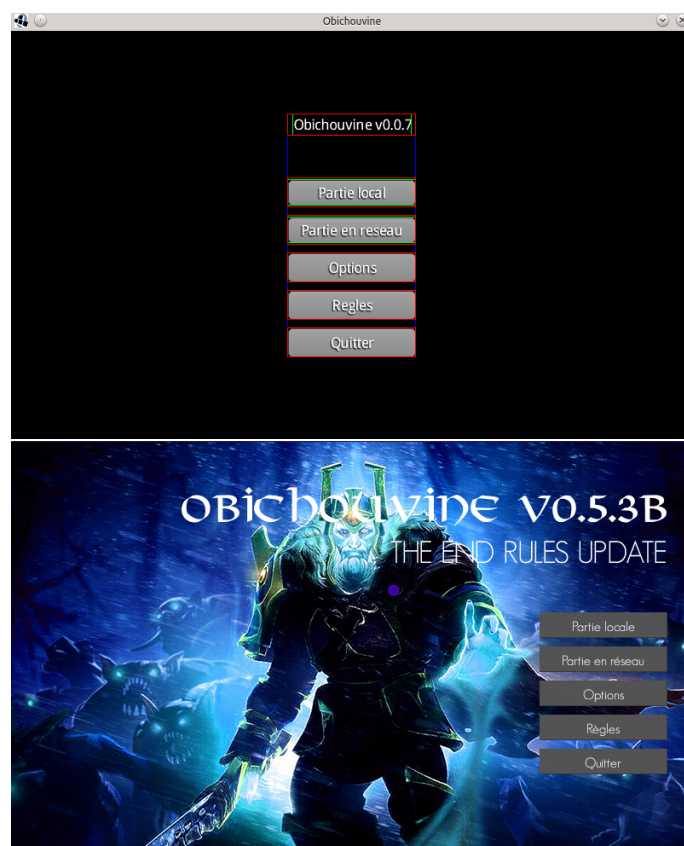 Obichouvine
Obichouvine v0.0.7
Partie local
Partie en reseau
Options
Regles
Quitter
OBICHOUVINE V0.5.3B
THE END RULES UPDATE
Partie locale
Partie en réseau
Options
Règles
Quitter